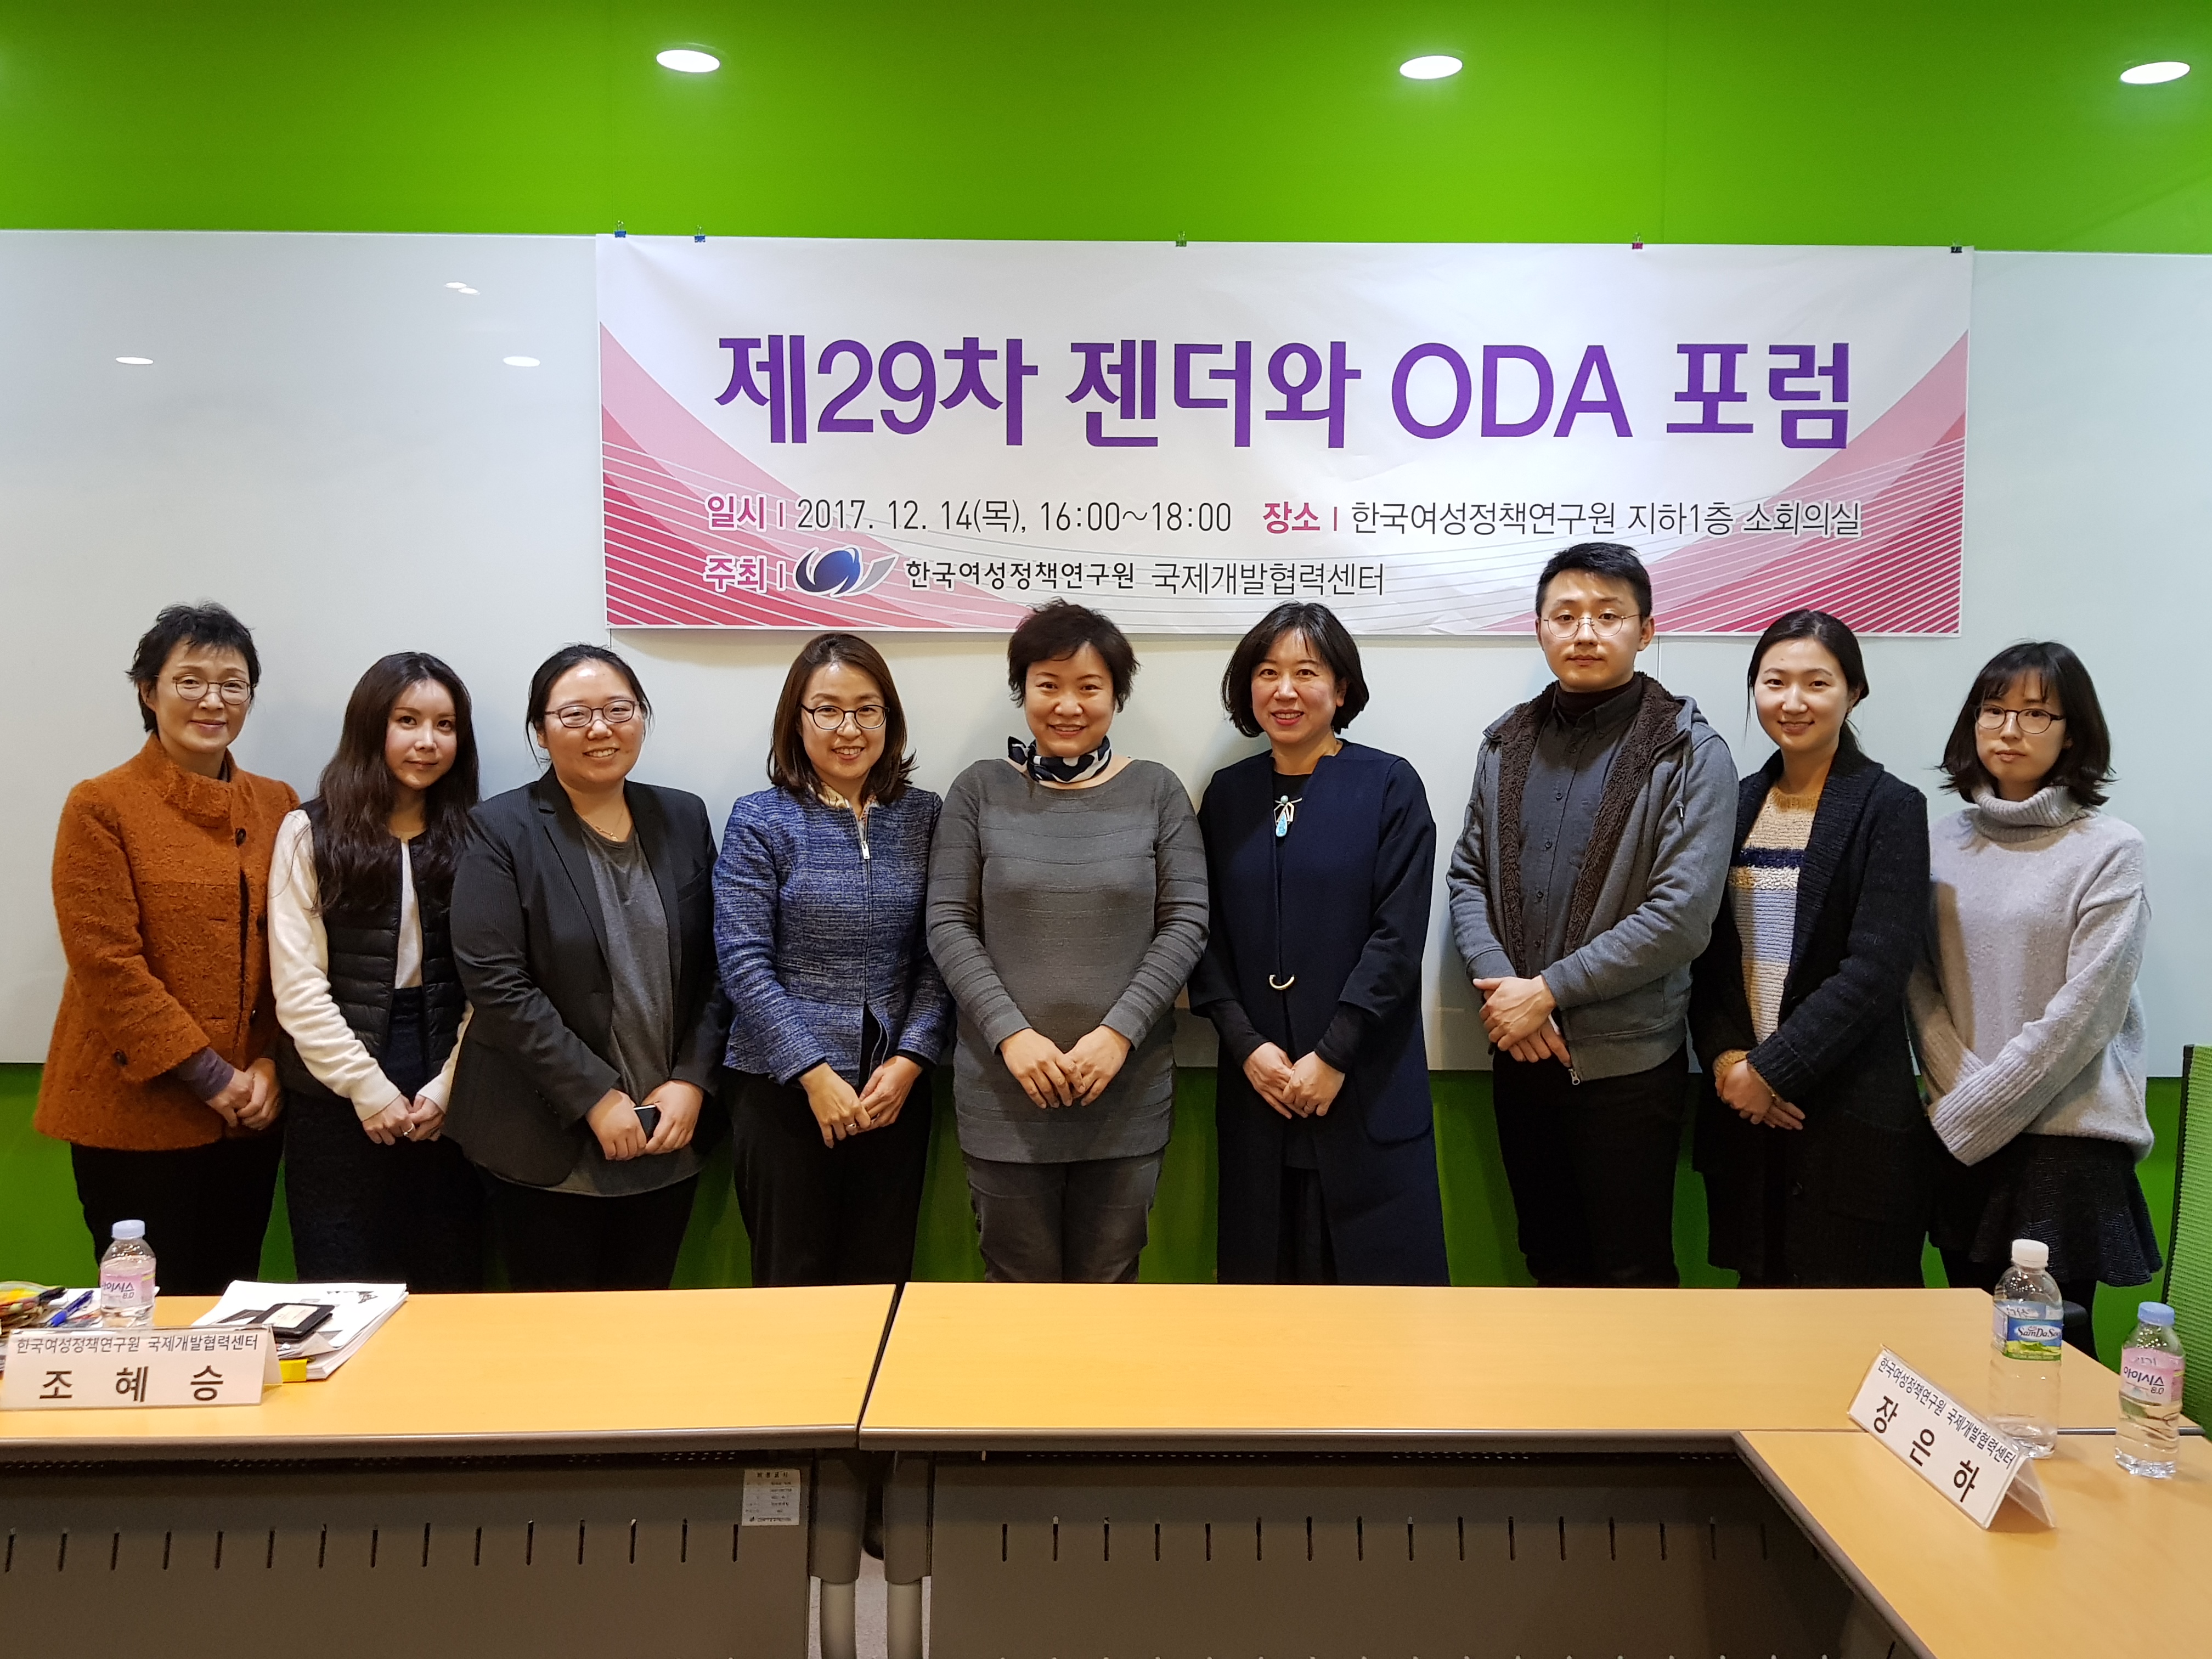 제29차 젠더와 ODA 포럼
일시 | 2017. 12. 14(목), 16:00~18:00 장소 | 한국여성정책연구원 지하1층 소회의실
주최 | 한국여성정책연구원 국제개발협력센터
아이시스
8.0
한국여성정책연구원 국제개발협력센터
조 혜 승
SamDaSoo
아이시스
8.0
한국여성정책연구원 국제개발협력센터
장 은 하